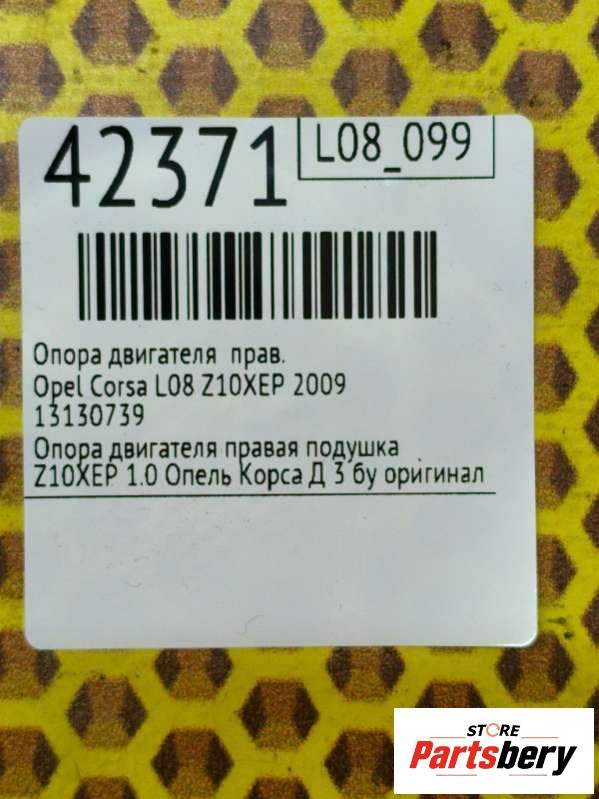 42371
L08_099
Опора двигателя прав.
Opel Corsa L08 Z10XEP 2009
13130739
Опора двигателя правая подушка
Z10XEP 1.0 Опель Корса Д 3 бу оригинал
STORE
Partsbery